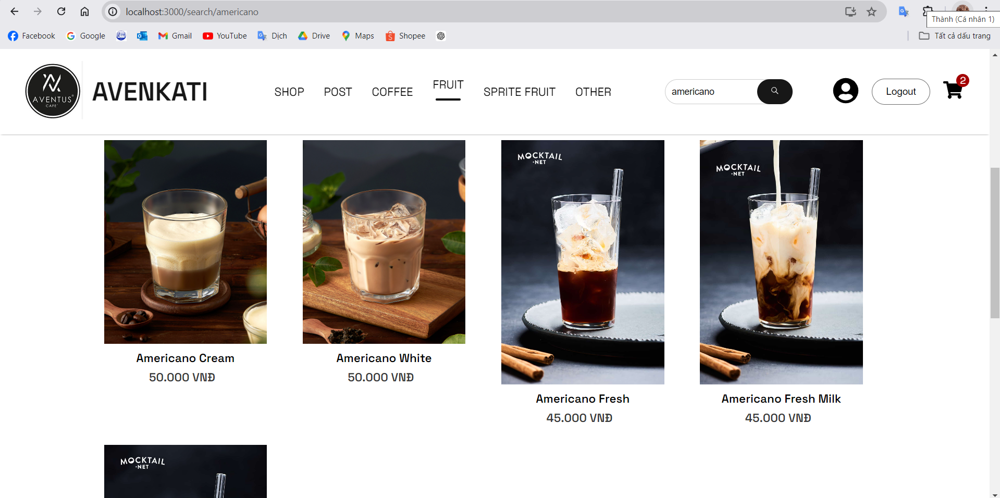 localhost:3000/search/americano
Thành (Cá nhân 1)
Facebook
Google
Gmail
YouTube
Dịch
Drive
Maps
Shopee
Tất cả dấu trang
AVENTUS®
CAFE´
AVENKATI
SHOP
POST
COFFEE
FRUIT
SPRITE FRUIT
OTHER
americano
Logout
2
MOCKTAIL
·NET
MOCKTAIL
·NET
Americano Cream
50.000 VNĐ
Americano White
50.000 VNĐ
Americano Fresh
45.000 VNĐ
Americano Fresh Milk
45.000 VNĐ
MOCKTAIL
·NET